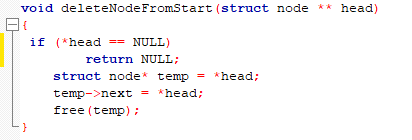 void deleteNodeFromStart(struct node ** head)
{
if (*head == NULL)
return NULL;
struct node* temp = *head;
temp->next = *head;
free(temp);
}